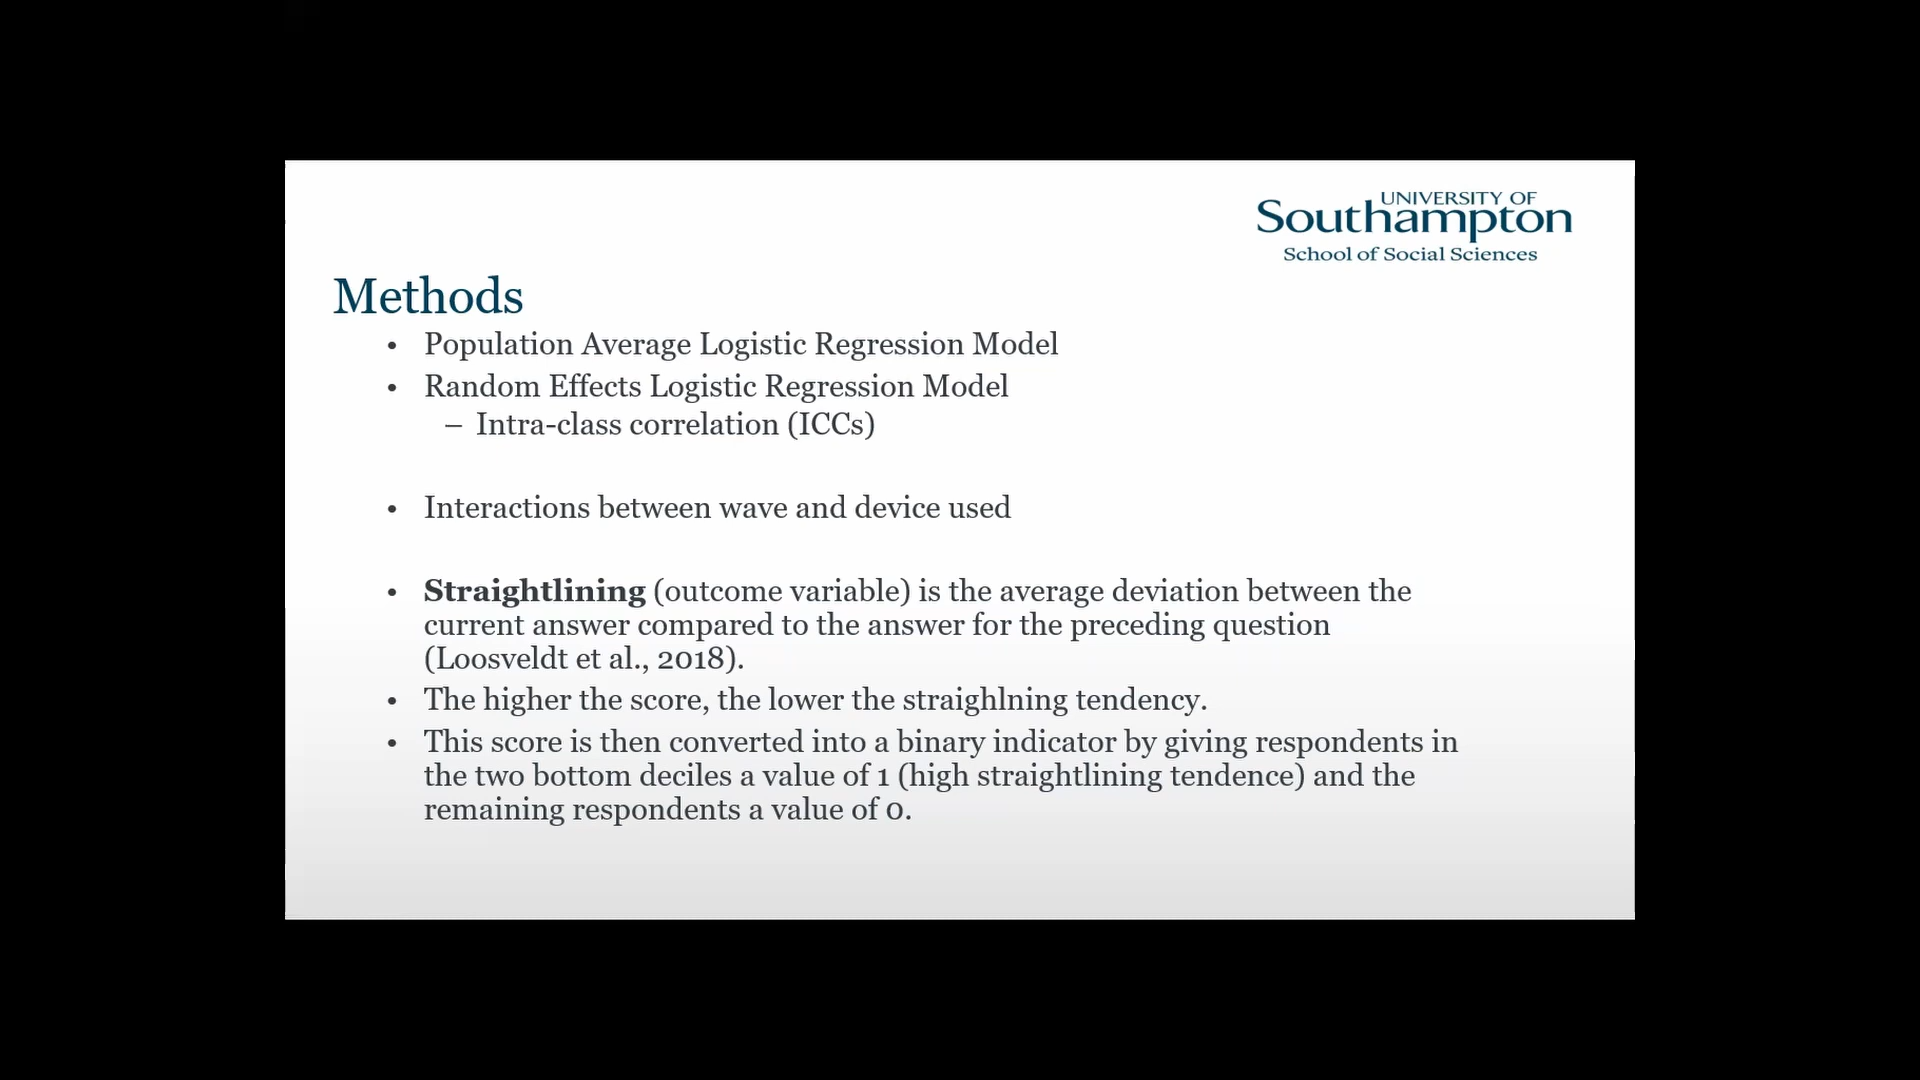 UNIVERSITY OF
Southampton
School of Social Sciences
Methods
• Population Average Logistic Regression Model
• Random Effects Logistic Regression Model
– Intra-class correlation (ICCs)
• Interactions between wave and device used
• Straightlining (outcome variable) is the average deviation between the
current answer compared to the answer for the preceding question
(Loosveldt et al., 2018).
• The higher the score, the lower the straighlning tendency.
• This score is then converted into a binary indicator by giving respondents in
the two bottom deciles a value of 1 (high straightlining tendence) and the
remaining respondents a value of 0.